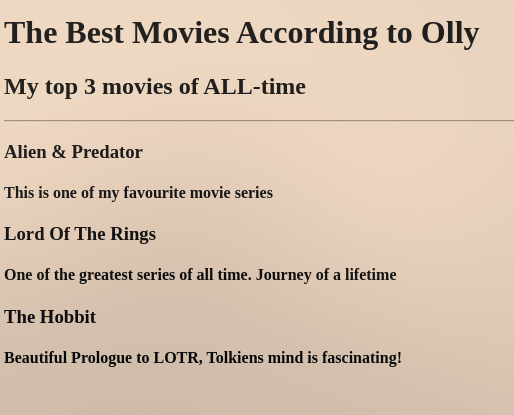 The Best Movies According to Olly
My top 3 movies of ALL-time
Alien & Predator
This is one of my favourite movie series
Lord Of The Rings
One of the greatest series of all time. Journey of a lifetime
The Hobbit
Beautiful Prologue to LOTR, Tolkiens mind is fascinating!